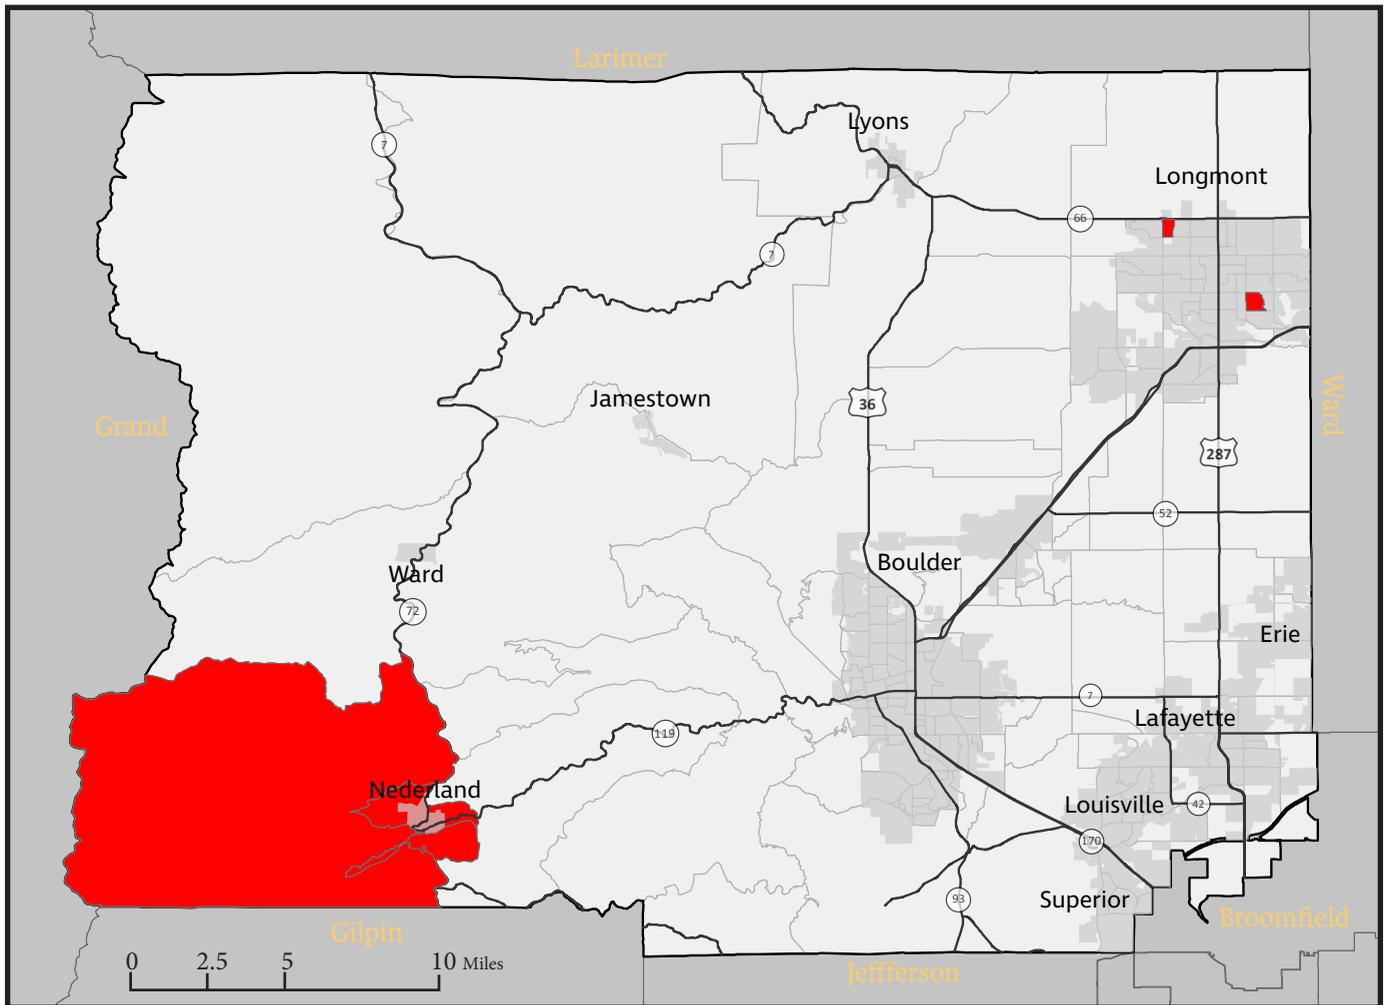 Larimer
Lyons
7
Longmont
66
7
Jamestown
36
Grand
Ward
287
52
Boulder
Ward
72
Erie
7
Lafayette
119
Nederland
Louisville
42
170
93
Superior
Broomfield
Gilpin
Jeffferson
0 2.5 5 10 Miles